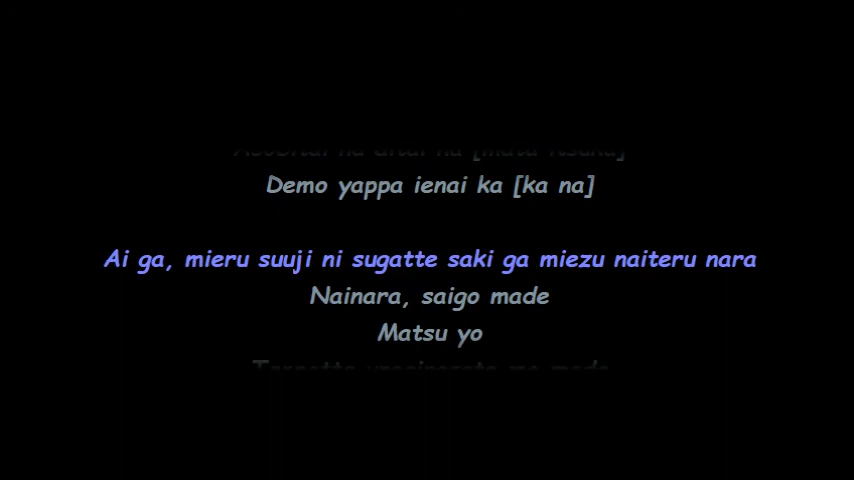 Demo yappa ienai ka [ka na]
Ai ga, mieru suuji ni sugatte saki ga miezu naiteru nara
Nainara, saigo made
Matsu yo